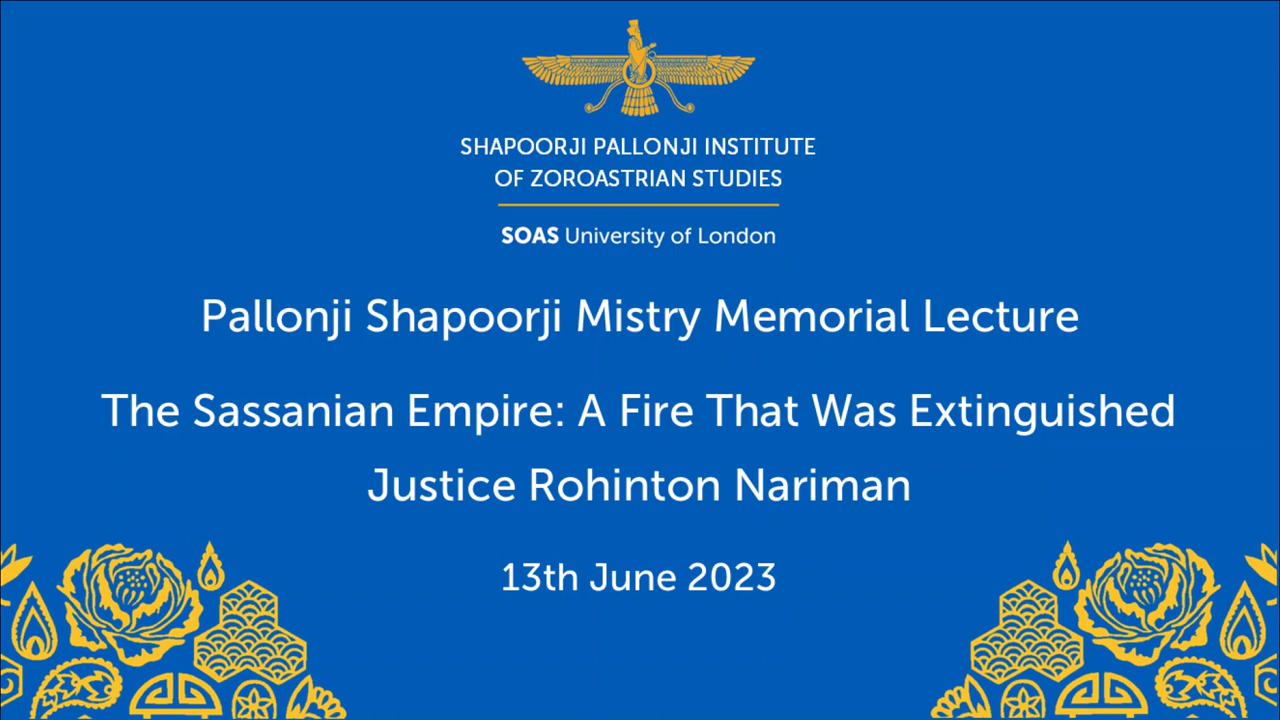 SHAPOORJI PALLONJI INSTITUTE
OF ZOROASTRIAN STUDIES
SOAS University of London
Pallonji Shapoorji Mistry Memorial Lecture
The Sassanian Empire: A Fire That Was Extinguished
Justice Rohinton Nariman
13th June 2023